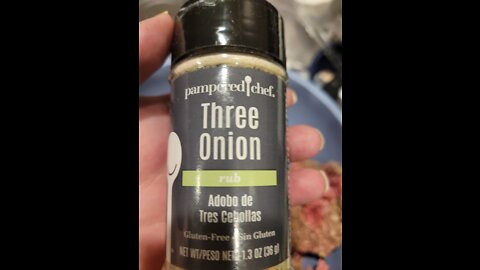 pampered chef.
Three
Onion
rub
Adobo de
Tres Cebollas
Gluten-Free • Sin Gluten
NET WT/PESO NETO 1.3 OZ (36 g)